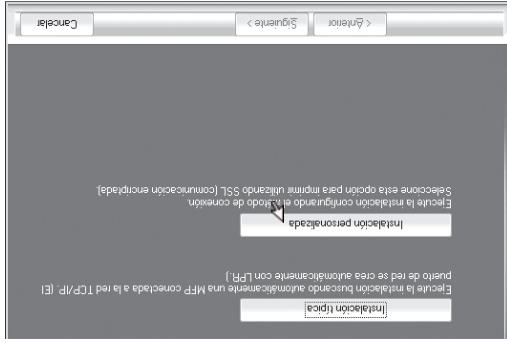 Instalación típica
Ejecute la instalación buscando automáticamente una MFP conectada a la red TCP/IP. (El
puerto de red se crea automáticamente con LPR.)
Instalación personalizada
Ejecute la instalación configurando el método de conexión.
Seleccione esta opción para imprimir utilizando SSL (comunicación encriptada).
< Anterior
Siguiente >
Cancelar